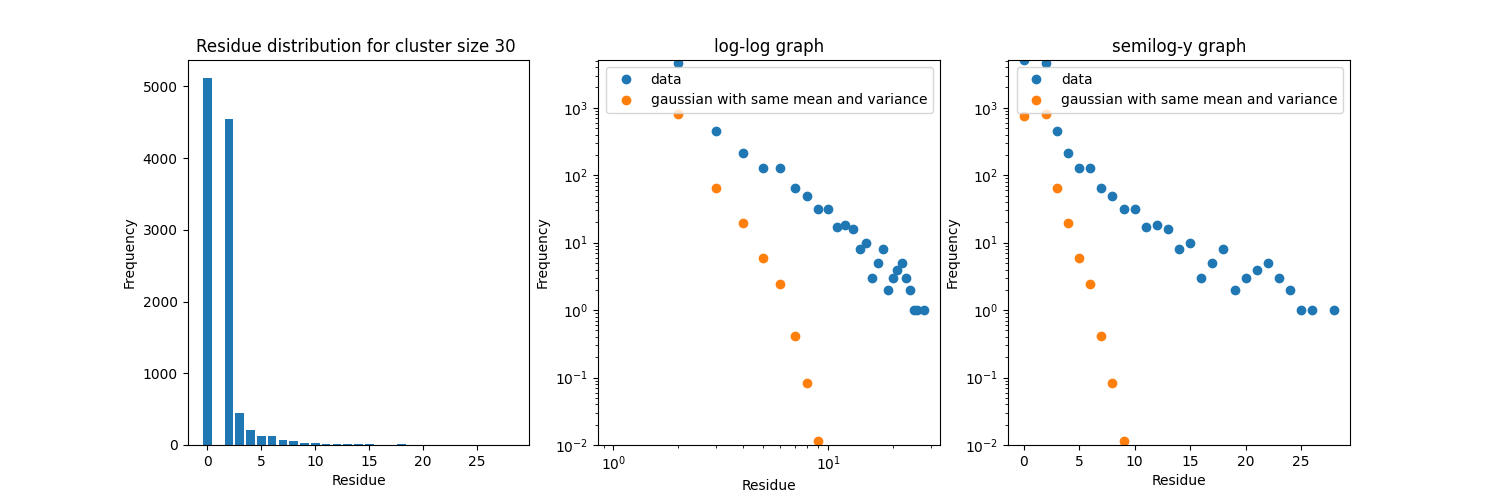 Residue distribution for cluster size 30
Frequency
5000
4000
3000
2000
1000
0
0 5 10 15 20 25
Residue
log-log graph
data
gaussian with same mean and variance
Frequency
10³
10²
10¹
10⁰
10⁻¹
10⁻²
10⁰ 10¹
Residue
semilog-y graph
data
gaussian with same mean and variance
Frequency
10³
10²
10¹
10⁰
10⁻¹
10⁻²
0 5 10 15 20 25
Residue